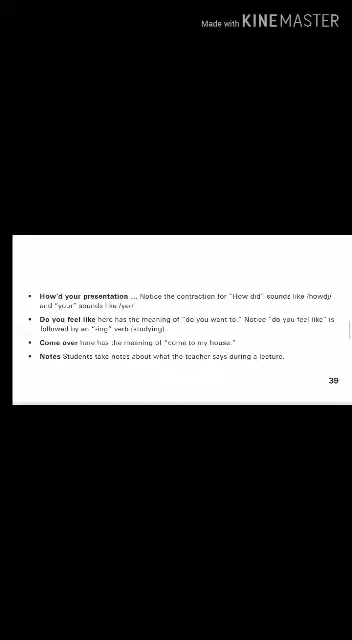 Made with KINEMASTER
• How'd your presentation ... Notice the contraction for "How did" sounds like /howdj/
and "your" sounds like /yer/
• Do you feel like here has the meaning of "do you want to." Notice "do you feel like" is
followed by an "-ing" verb (studying).
• Come over here has the meaning of "come to my house."
• Notes Students take notes about what the teacher says during a lecture.
39